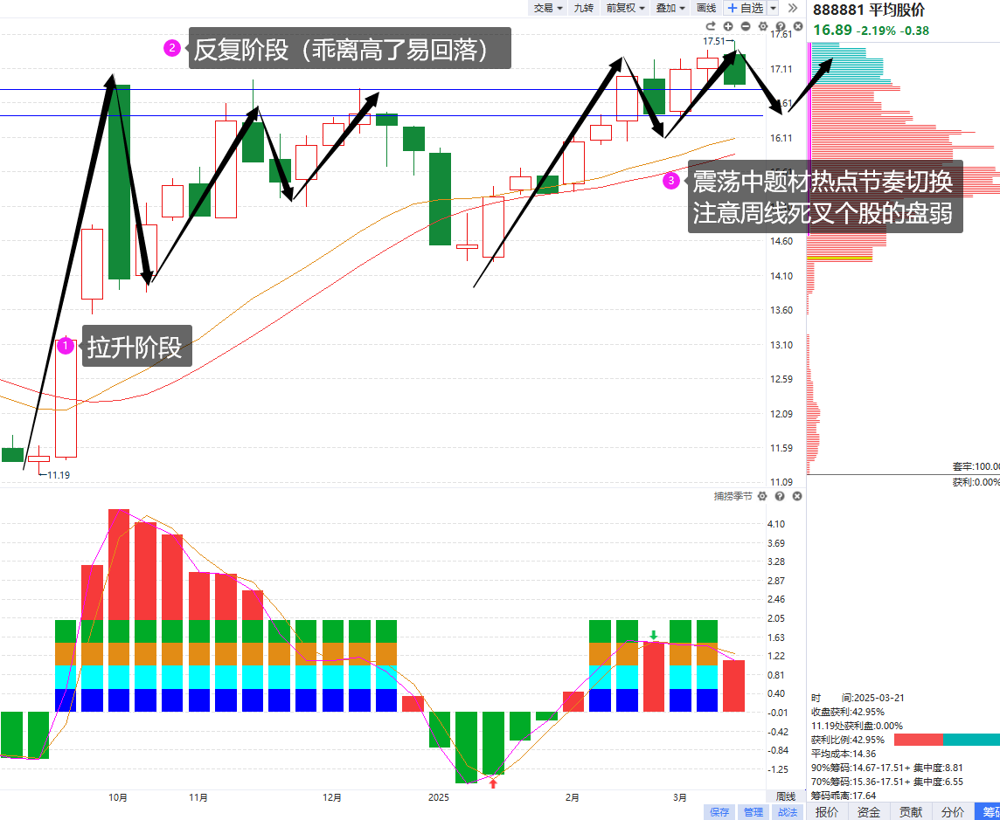 交易 九转 前复权 叠加 画线 自选
888881 平均股价
16.89 -2.19% -0.38
17.51
17.61
17.11
16.11
14.60
14.10
13.60
13.10
12.59
12.09
11.59
11.09
2 反复阶段（乖离高了易回落）
3 震荡中题材热点节奏切换
注意周线死叉个股的盘弱
1 拉升阶段
11.19
套牢:100.00
获利:0.00%
捕捞季节
4.10
3.69
3.28
2.87
2.46
2.05
1.63
1.22
0.81
0.40
-0.01
-0.42
-0.84
-1.25
时 间:2025-03-21
收盘获利:42.95%
11.19处获利盘:0.00%
获利比例:42.95%
平均成本:14.36
90%筹码:14.67-17.51+ 集中度:8.81
70%筹码:15.36-17.51+ 集中度:6.55
筹码乖离:17.64
10月 11月 12月 2025 2月 3月 周线
保存 管理 战法 报价 资金 贡献 分价